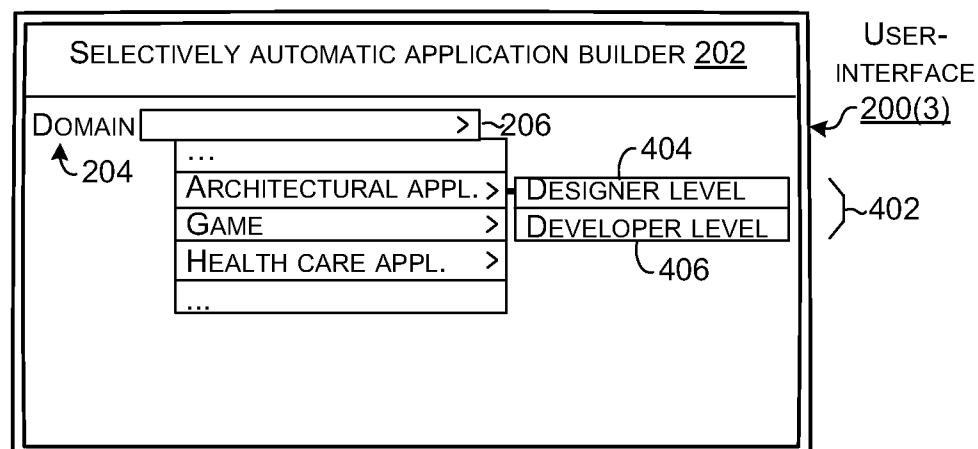 SELECTIVELY AUTOMATIC APPLICATION BUILDER 202
USER-
INTERFACE
200(3)
DOMAIN > 206
204
...
ARCHITECTURAL APPL. >
GAME >
HEALTH CARE APPL. >
...
404
DESIGNER LEVEL
DEVELOPER LEVEL
406
402